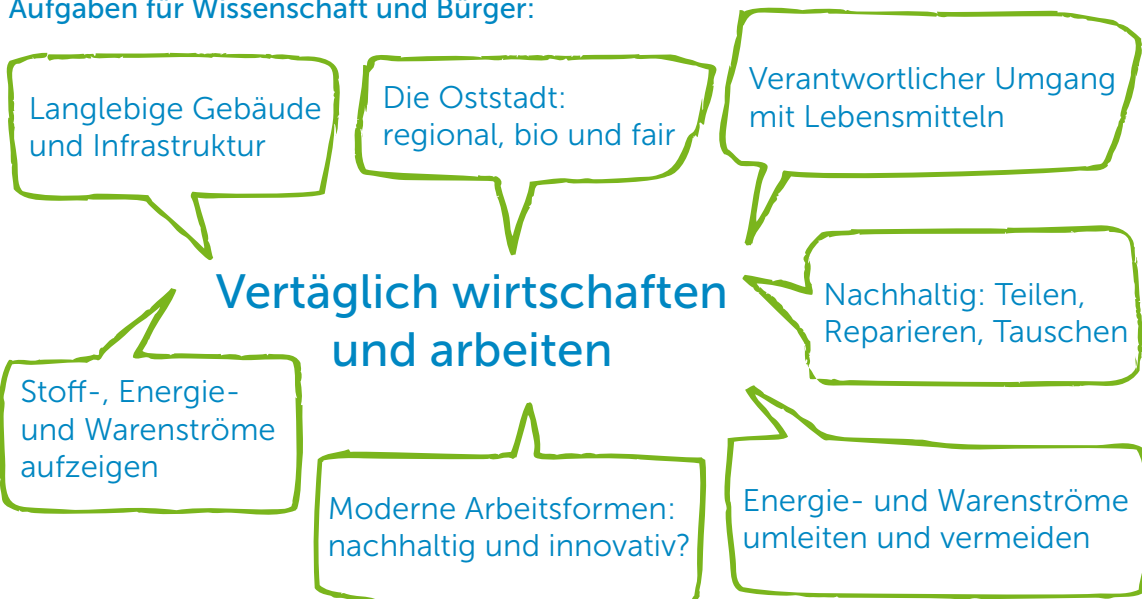 Aufgaben für Wissenschaft und Bürger:
Langlebige Gebäude
und Infrastruktur
Die Oststadt:
regional, bio und fair
Verantwortlicher Umgang
mit Lebensmitteln
Vertäglich wirtschaften
und arbeiten
Nachhaltig: Teilen,
Reparieren, Tauschen
Stoff-, Energie-
und Warenströme
aufzeigen
Moderne Arbeitsformen:
nachhaltig und innovativ?
Energie- und Warenströme
umleiten und vermeiden